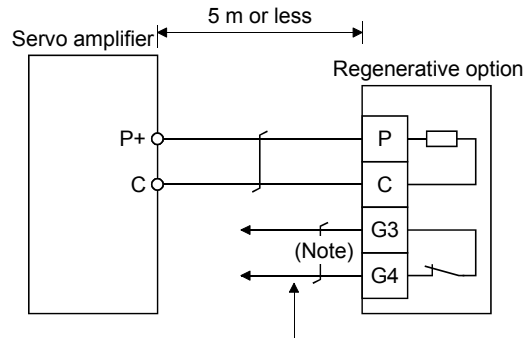 5 m or less
Servo amplifier
Regenerative option
P+
P
C
C
G3
(Note)
G4